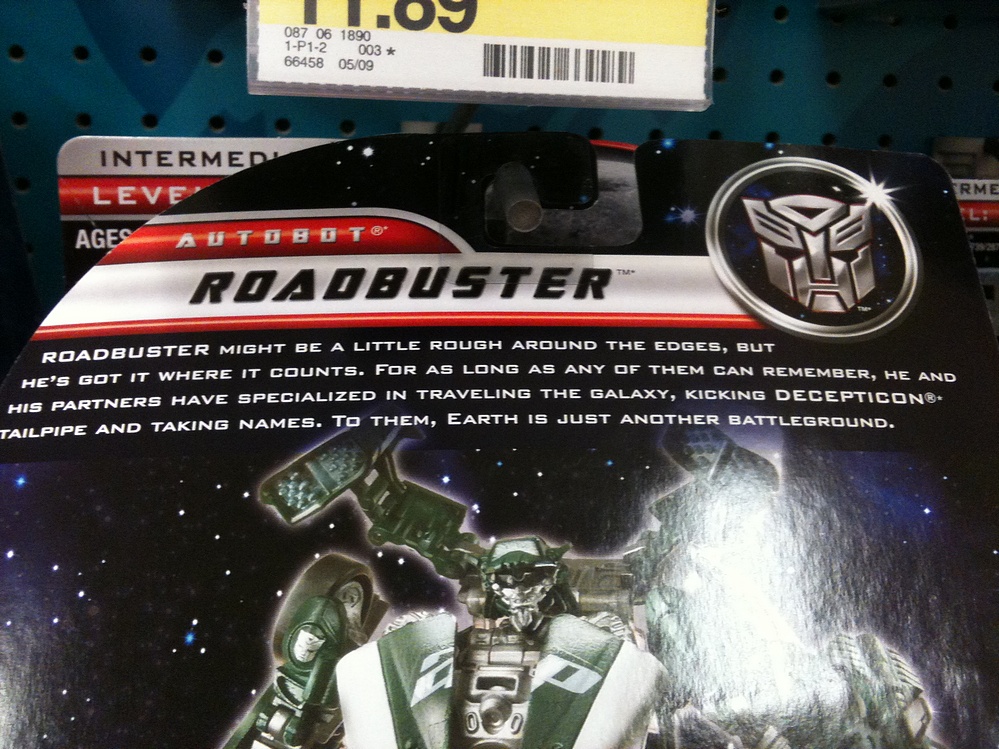 11.89
087 06 1890
1-P1-2 003 *
66458 05/09
INTERMEDI
LEVE
AGES
AUTOBOT®*
ROADBUSTER™*
TM*
ROADBUSTER MIGHT BE A LITTLE ROUGH AROUND THE EDGES, BUT
HE'S GOT IT WHERE IT COUNTS. FOR AS LONG AS ANY OF THEM CAN REMEMBER, HE AND
HIS PARTNERS HAVE SPECIALIZED IN TRAVELING THE GALAXY, KICKING DECEPTICON®*
TAILPIPE AND TAKING NAMES. TO THEM, EARTH IS JUST ANOTHER BATTLEGROUND.